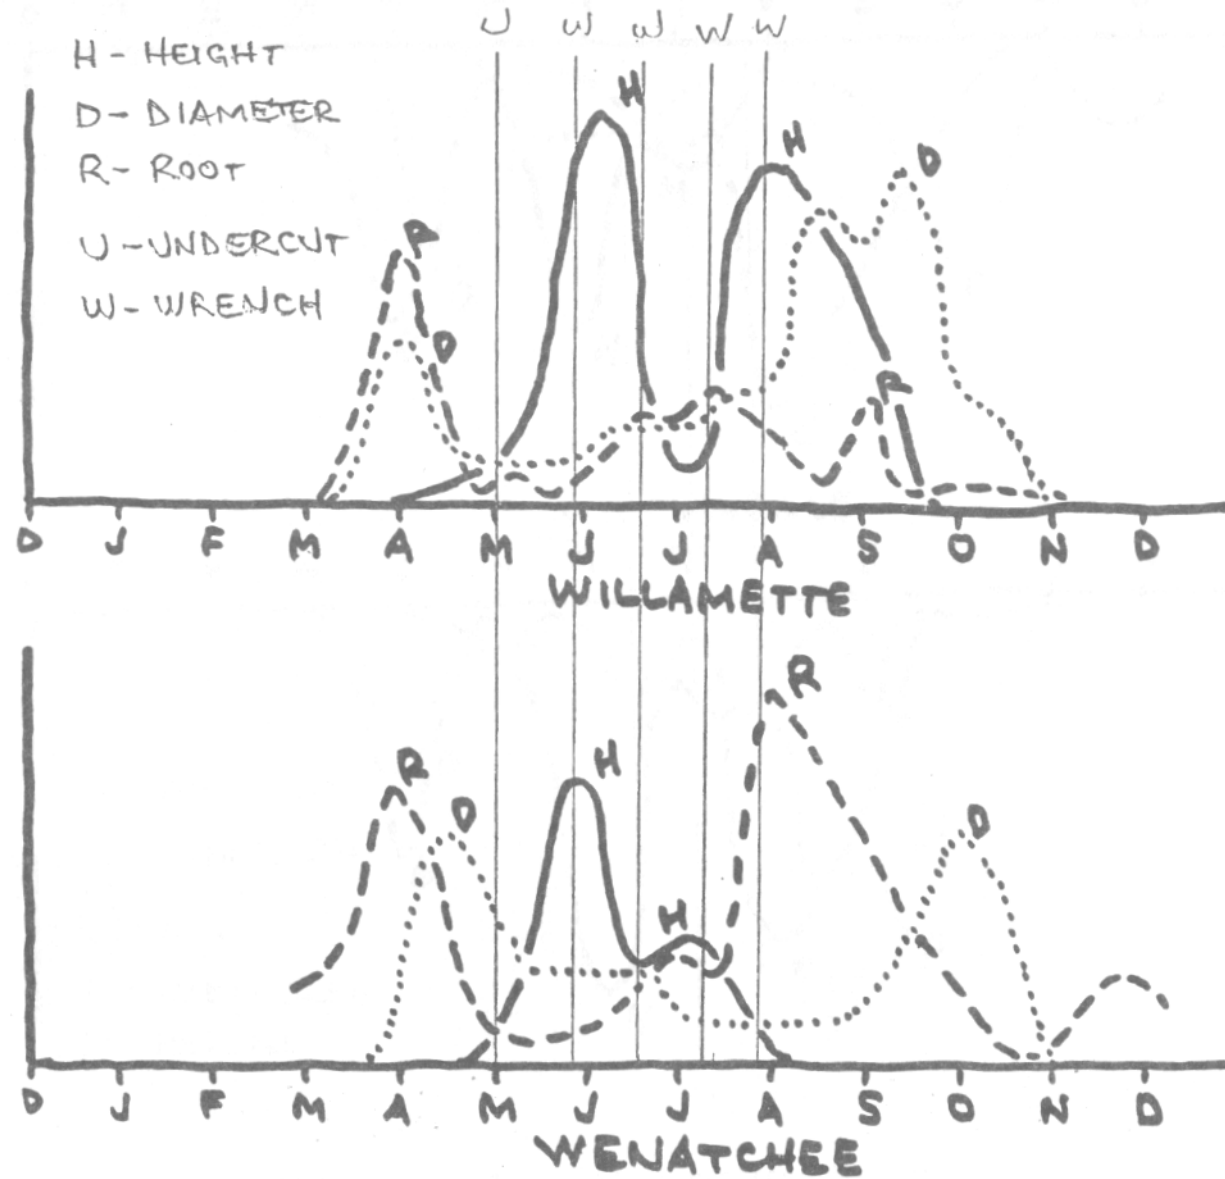 U W W W W
H - HEIGHT
D - DIAMETER
R - ROOT
U - UNDERCUT
W - WRENCH
H
H
D
R
D
R
D J F M A M J J A S O N D
WILLAMETTE
R
R
H
D
D
H
D J F M A M J J A S O N D
WENATCHEE